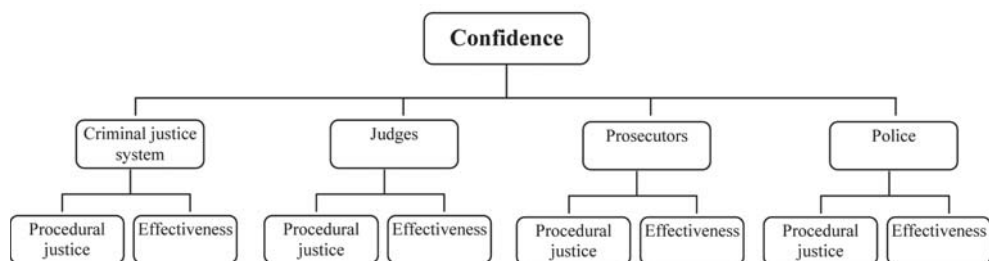 Confidence
Criminal justice
system
Judges
Prosecutors
Police
Procedural
justice
Effectiveness
Procedural
justice
Effectiveness
Procedural
justice
Effectiveness
Procedural
justice
Effectiveness